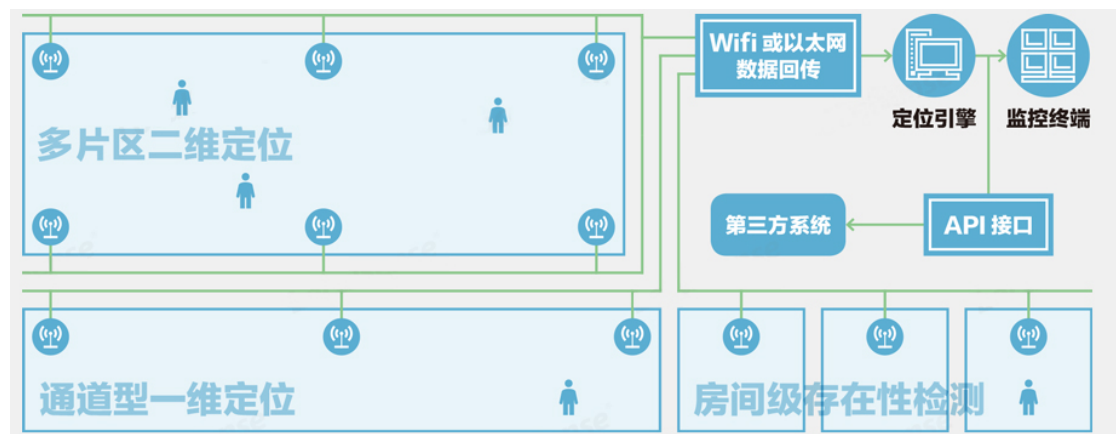 Wifi 或以太网
数据回传
定位引擎
监控终端
多片区二维定位
第三方系统
API 接口
通道型一维定位
房间级存在性检测